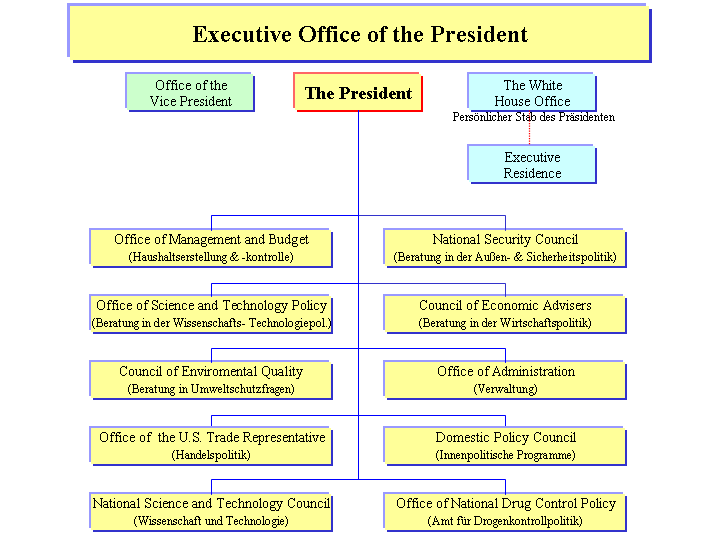 Executive Office of the President
Office of the
Vice President
The President
The White
House Office
Persönlicher Stab des Präsidenten
Executive
Residence
Office of Management and Budget
(Haushaltserstellung & -kontrolle)
National Security Council
(Beratung in der Außen- & Sicherheitspolitik)
Office of Science and Technology Policy
(Beratung in der Wissenschafts- Technologiepol.)
Council of Economic Advisers
(Beratung in der Wirtschaftspolitik)
Council of Enviromental Quality
(Beratung in Umweltschutzfragen)
Office of Administration
(Verwaltung)
Office of the U.S. Trade Representative
(Handelspolitik)
Domestic Policy Council
(Innenpolitische Programme)
National Science and Technology Council
(Wissenschaft und Technologie)
Office of National Drug Control Policy
(Amt für Drogenkontrollpolitik)